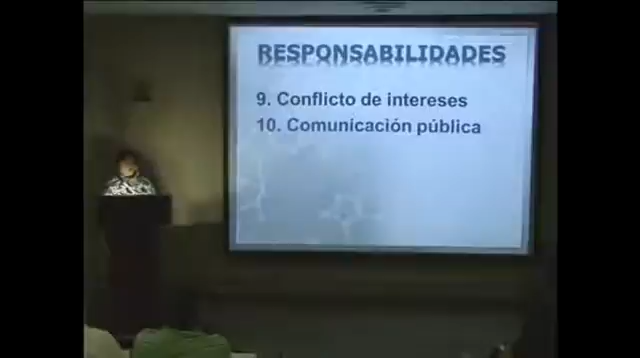 RESPONSABILIDADES
9. Conflicto de intereses
10. Comunicación pública